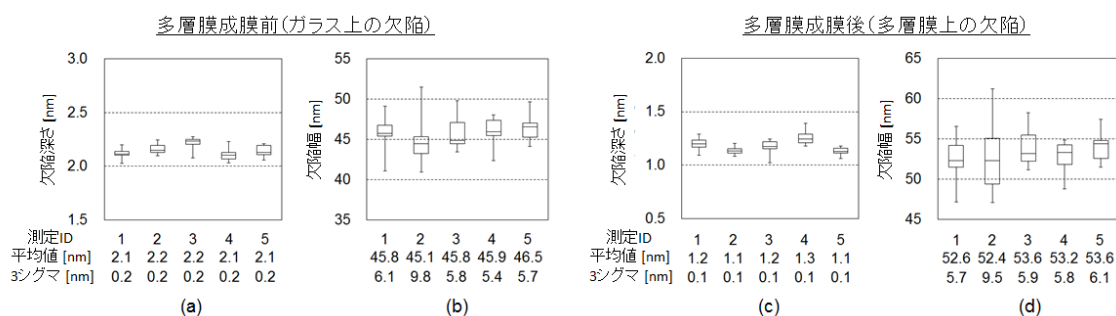 多層膜成膜前(ガラス上の欠陥)
多層膜成膜後(多層膜上の欠陥)
欠陥深さ [nm]
3.0
2.5
2.0
1.5
欠陥幅 [nm]
55
50
45
40
35
欠陥深さ [nm]
2.0
1.5
1.0
0.5
欠陥幅 [nm]
65
60
55
50
45
測定ID 1 2 3 4 5 1 2 3 4 5
平均値 [nm] 2.1 2.2 2.2 2.1 2.1 45.8 45.1 45.8 45.9 46.5
3シグマ [nm] 0.2 0.2 0.2 0.2 0.2 6.1 9.8 5.8 5.4 5.7
(a) (b)
測定ID 1 2 3 4 5 1 2 3 4 5
平均値 [nm] 1.2 1.1 1.2 1.3 1.1 52.6 52.4 53.6 53.2 53.6
3シグマ [nm] 0.1 0.1 0.1 0.1 0.1 5.7 9.5 5.9 5.8 6.1
(c) (d)